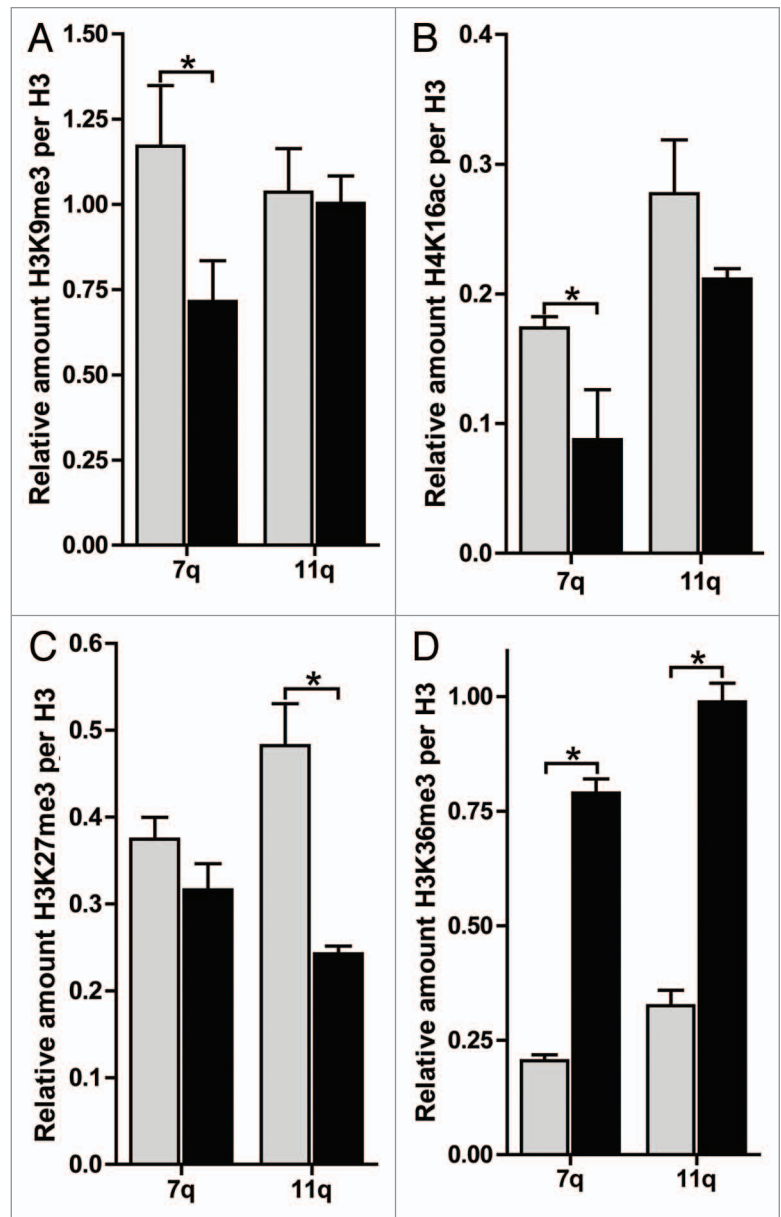 A
Relative amount H3K9me3 per H3
1.50
1.25
1.00
0.75
0.50
0.25
0.00
*
7q
11q
B
Relative amount H4K16ac per H3
0.4
0.3
0.2
0.1
0.0
*
7q
11q
C
Relative amount H3K27me3 per H3
0.6
0.5
0.4
0.3
0.2
0.1
0.0
*
7q
11q
D
Relative amount H3K36me3 per H3
1.00
0.75
0.50
0.25
0.00
*
*
7q
11q